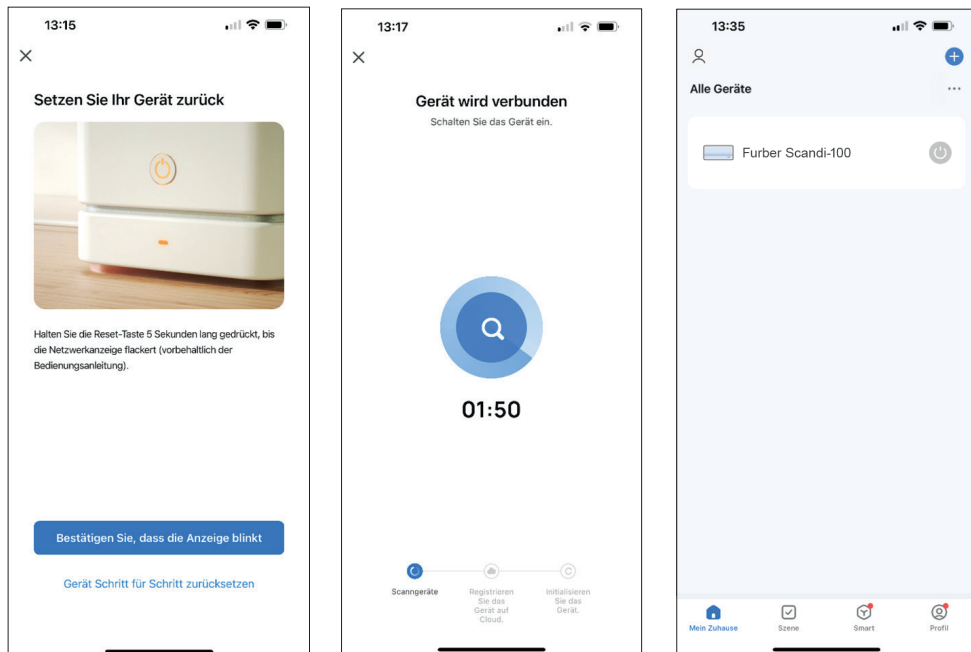 13:15
Setzen Sie Ihr Gerät zurück
Halten Sie die Reset-Taste 5 Sekunden lang gedrückt, bis
die Netzwerkanzeige flackert (vorbehaltlich der
Bedienungsanleitung).
Bestätigen Sie, dass die Anzeige blinkt
Gerät Schritt für Schritt zurücksetzen
13:17
Gerät wird verbunden
Schalten Sie das Gerät ein.
01:50
Scanngeräte
Registrieren
Sie das
Gerät auf
Cloud.
Initialisieren
Sie das
Gerät.
13:35
Alle Geräte
Furber Scandi-100
Mein Zuhause
Szene
Smart
Profil